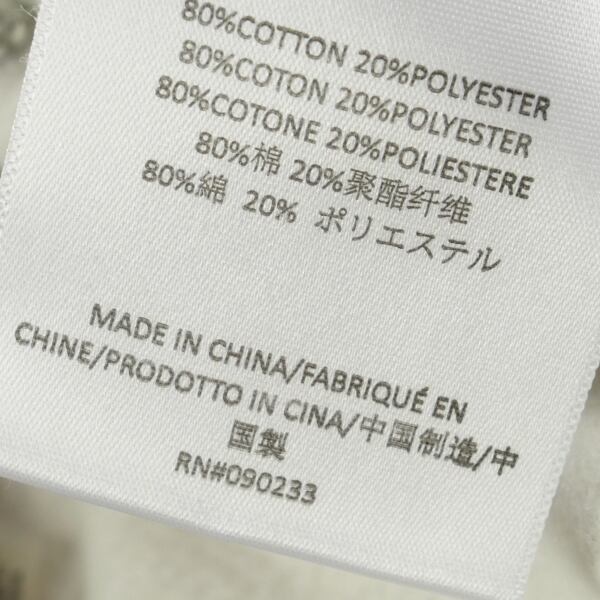 80%COTTON 20%POLYESTER
80%COTON 20%POLYESTER
80%COTONE 20%POLIESTERE
80%棉 20%聚酯纤维
80%綿 20% ポリエステル
MADE IN CHINA/FABRIQUÉ EN
CHINE/PRODOTTO IN CINA/中国制造/中
国製
RN#090233